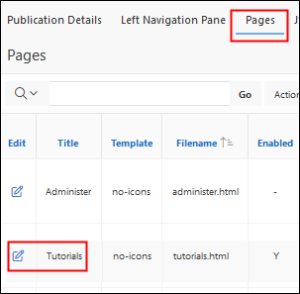 Publication Details Left Navigation Pane Pages
Pages
Go Actio
Edit Title Template Filename Enabled
Administer no-icons administer.html -
Tutorials no-icons tutorials.html Y